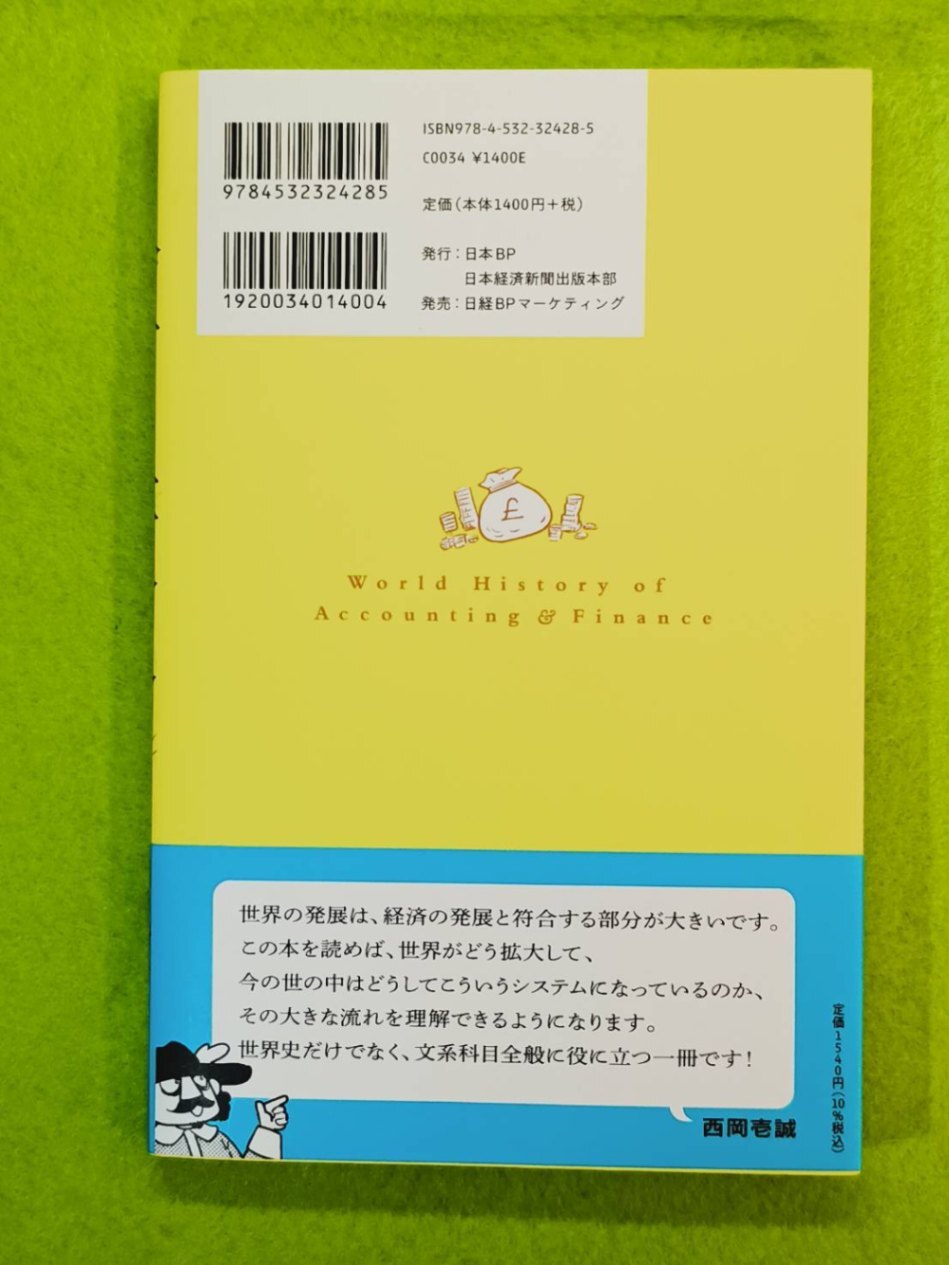 9784532324285
1920034014004
ISBN978-4-532-32428-5
C0034 ¥1400E
定価(本体1400円+税)
発行:日本BP
日本経済新聞出版本部
発売:日経BPマーケティング
£
World History of
Accounting & Finance
世界の発展は、経済の発展と符合する部分が大きいです。
この本を読めば、世界がどう拡大して、
今の世の中はどうしてこういうシステムになっているのか、
その大きな流れを理解できるようになります。
世界史だけでなく、文系科目全般に役に立つ一冊です!
西岡壱誠
定価1540円(10%税込)